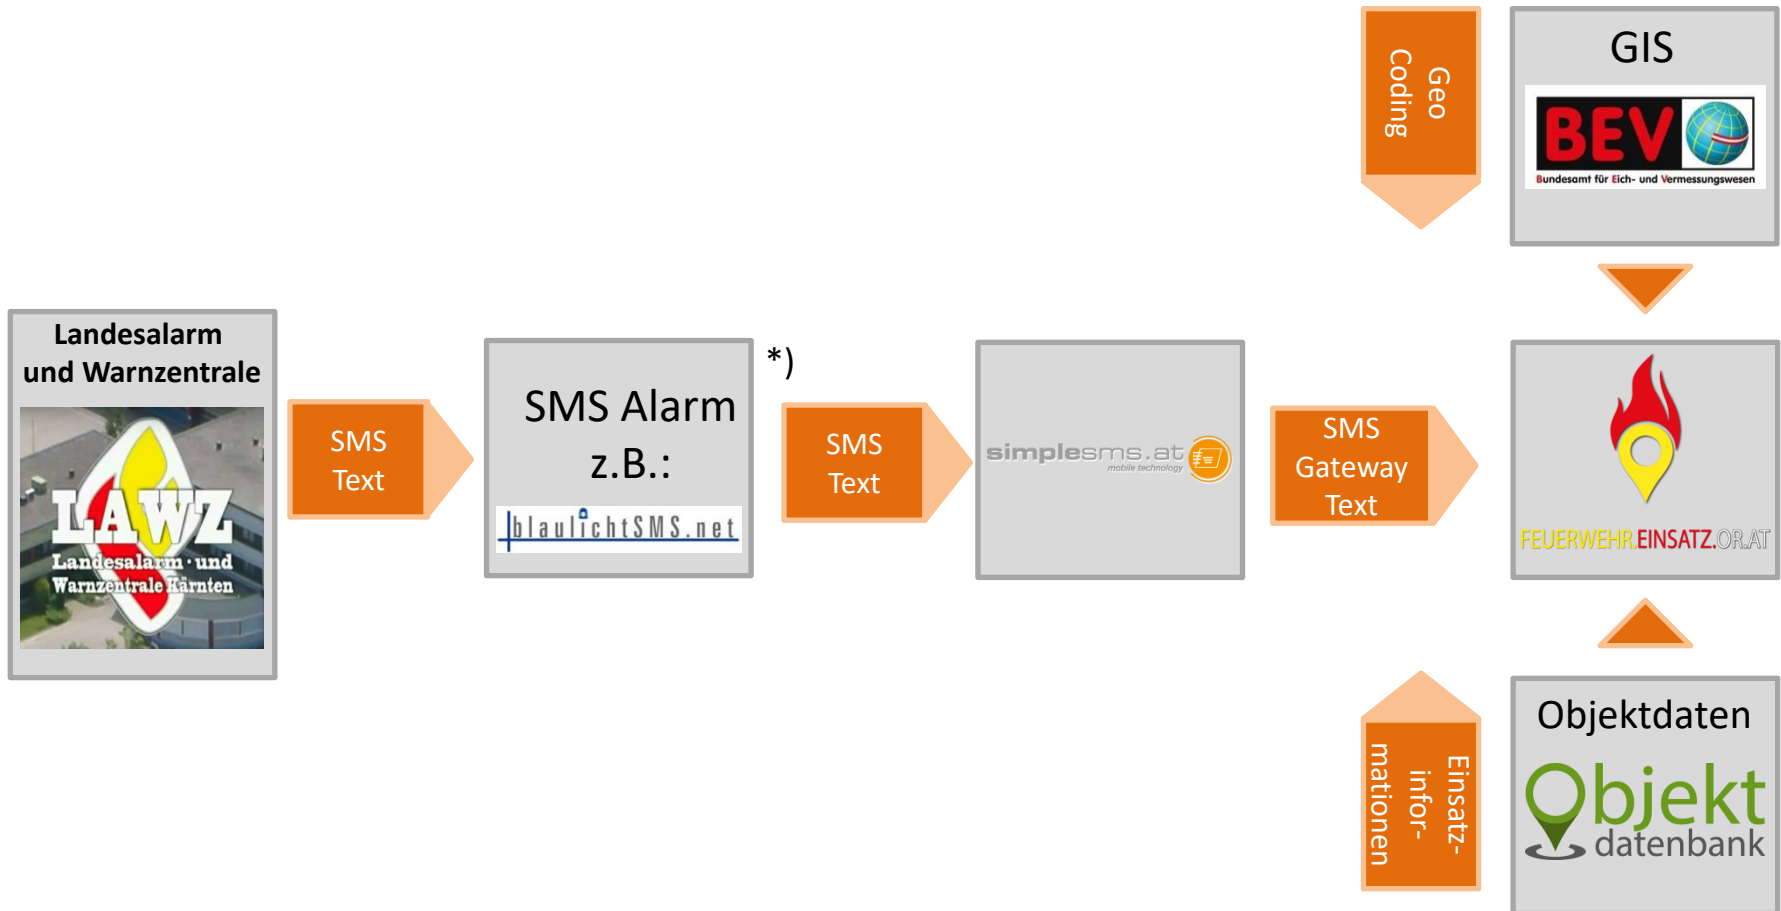 Geo
Coding
GIS
BEV
Bundesamt für Eich- und Vermessungswesen
Landesalarm
und Warnzentrale
LAWZ
Landesalarm · und
Warnzentrale Kärnten
SMS
Text
SMS Alarm
z.B.:
blaulichtSMS.net
*)
SMS
Text
simplesms.at
mobile technology
SMS
Gateway
Text
FEUERWEHR.EINSATZ.OR.AT
Einsatz-
infor-
mationen
Objektdaten
Objekt
datenbank